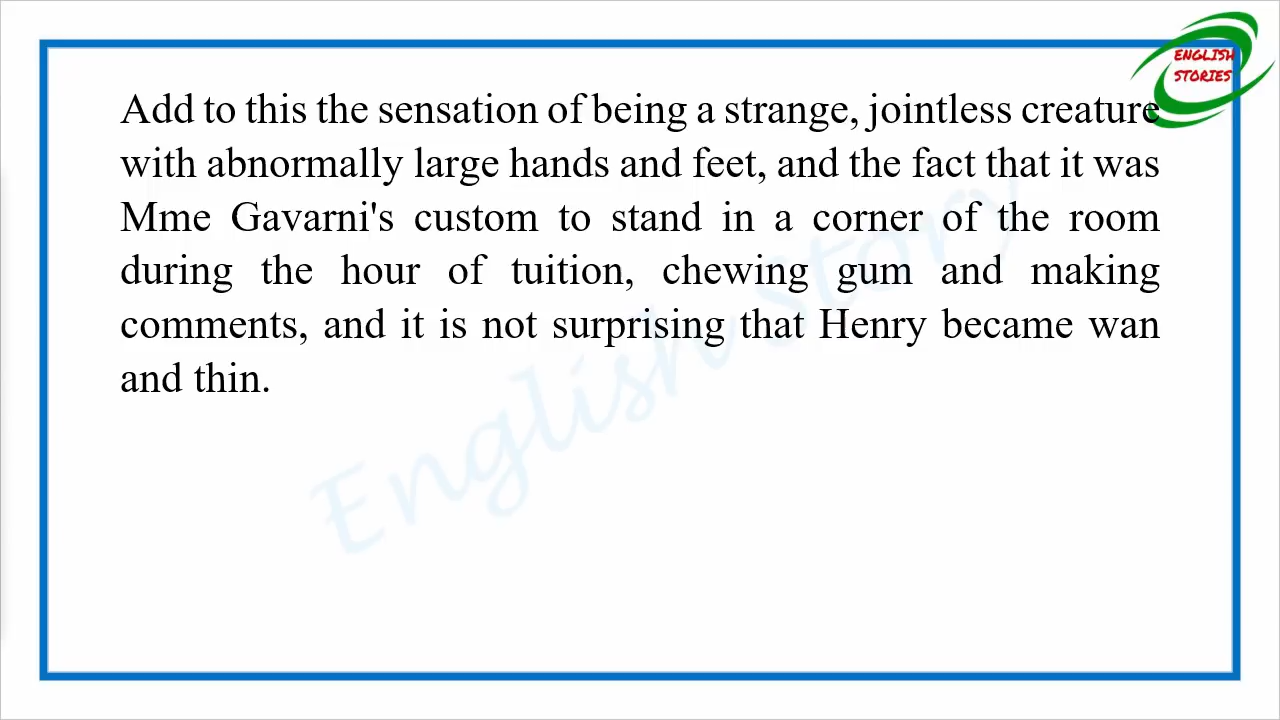 ENGLISH
STORIES
Add to this the sensation of being a strange, jointless creature
with abnormally large hands and feet, and the fact that it was
Mme Gavarni's custom to stand in a corner of the room
during the hour of tuition, chewing gum and making
comments, and it is not surprising that Henry became wan
and thin.
English Story